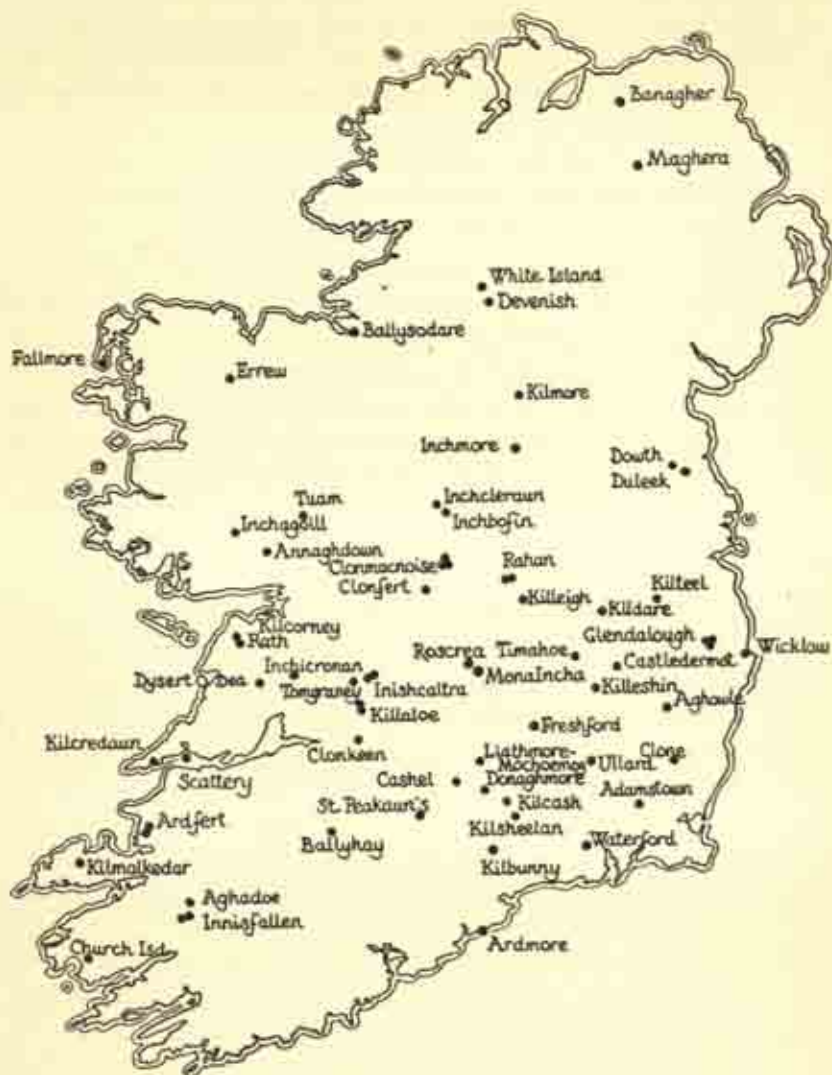 Banagher
Maghera
White Island
Devenish
Ballysodare
Fallmore
Errew
Kilmore
Inchmore
Dowth
Duleek
Inchcleraun
Inchbofin
Tuam
Inchagoill
Annaghdown
Clonmacnoise
Clonfert
Rahan
Killeigh
Kilteel
Kildare
Glendalough
Wicklow
Kilcorney
Rath
Roscrea
Timahoe
Castledermot
MonaIncha
Inchicronan
Dysert O Dea
Tomgraney
Inishcaltra
Killeshin
Aghowle
Killaloe
Freshford
Kilcredaun
Clonkeen
Liathmore-
Mochoemog
Ullard
Clone
Scattery
Cashel
Donaghmore
St. Peakaun's
Kilcash
Adamstown
Ardfert
Kilsheelan
Ballyhay
Waterford
Kilmalkedar
Kilbunny
Aghadoe
Innisfallen
Ardmore
Church Isd.